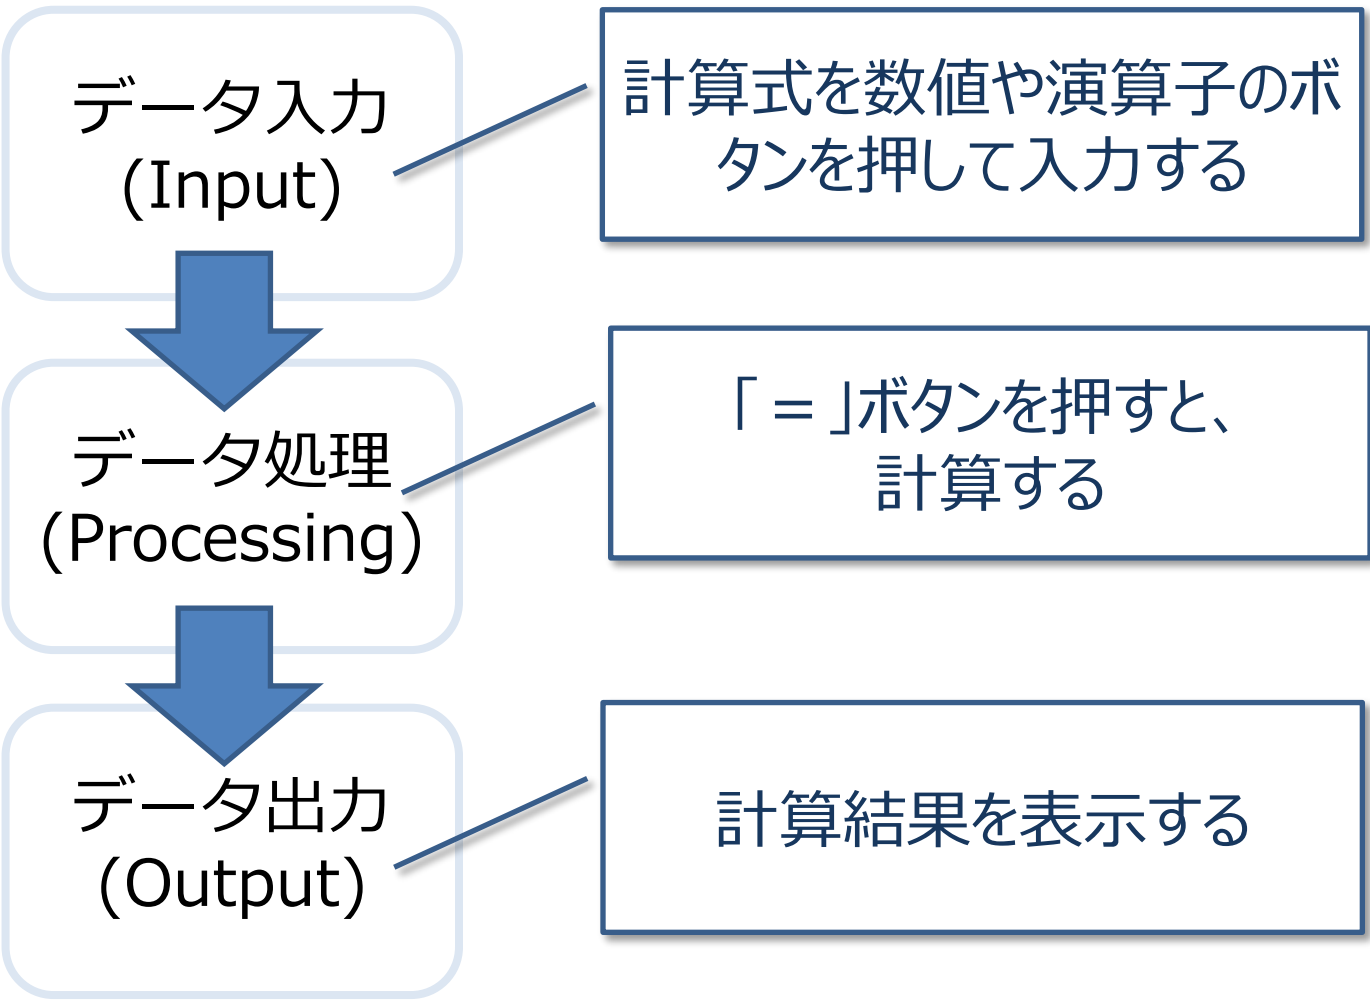 データ入力
(Input)
計算式を数値や演算子のボ
タンを押して入力する
データ処理
(Processing)
「 = 」ボタンを押すと、
計算する
データ出力
(Output)
計算結果を表示する